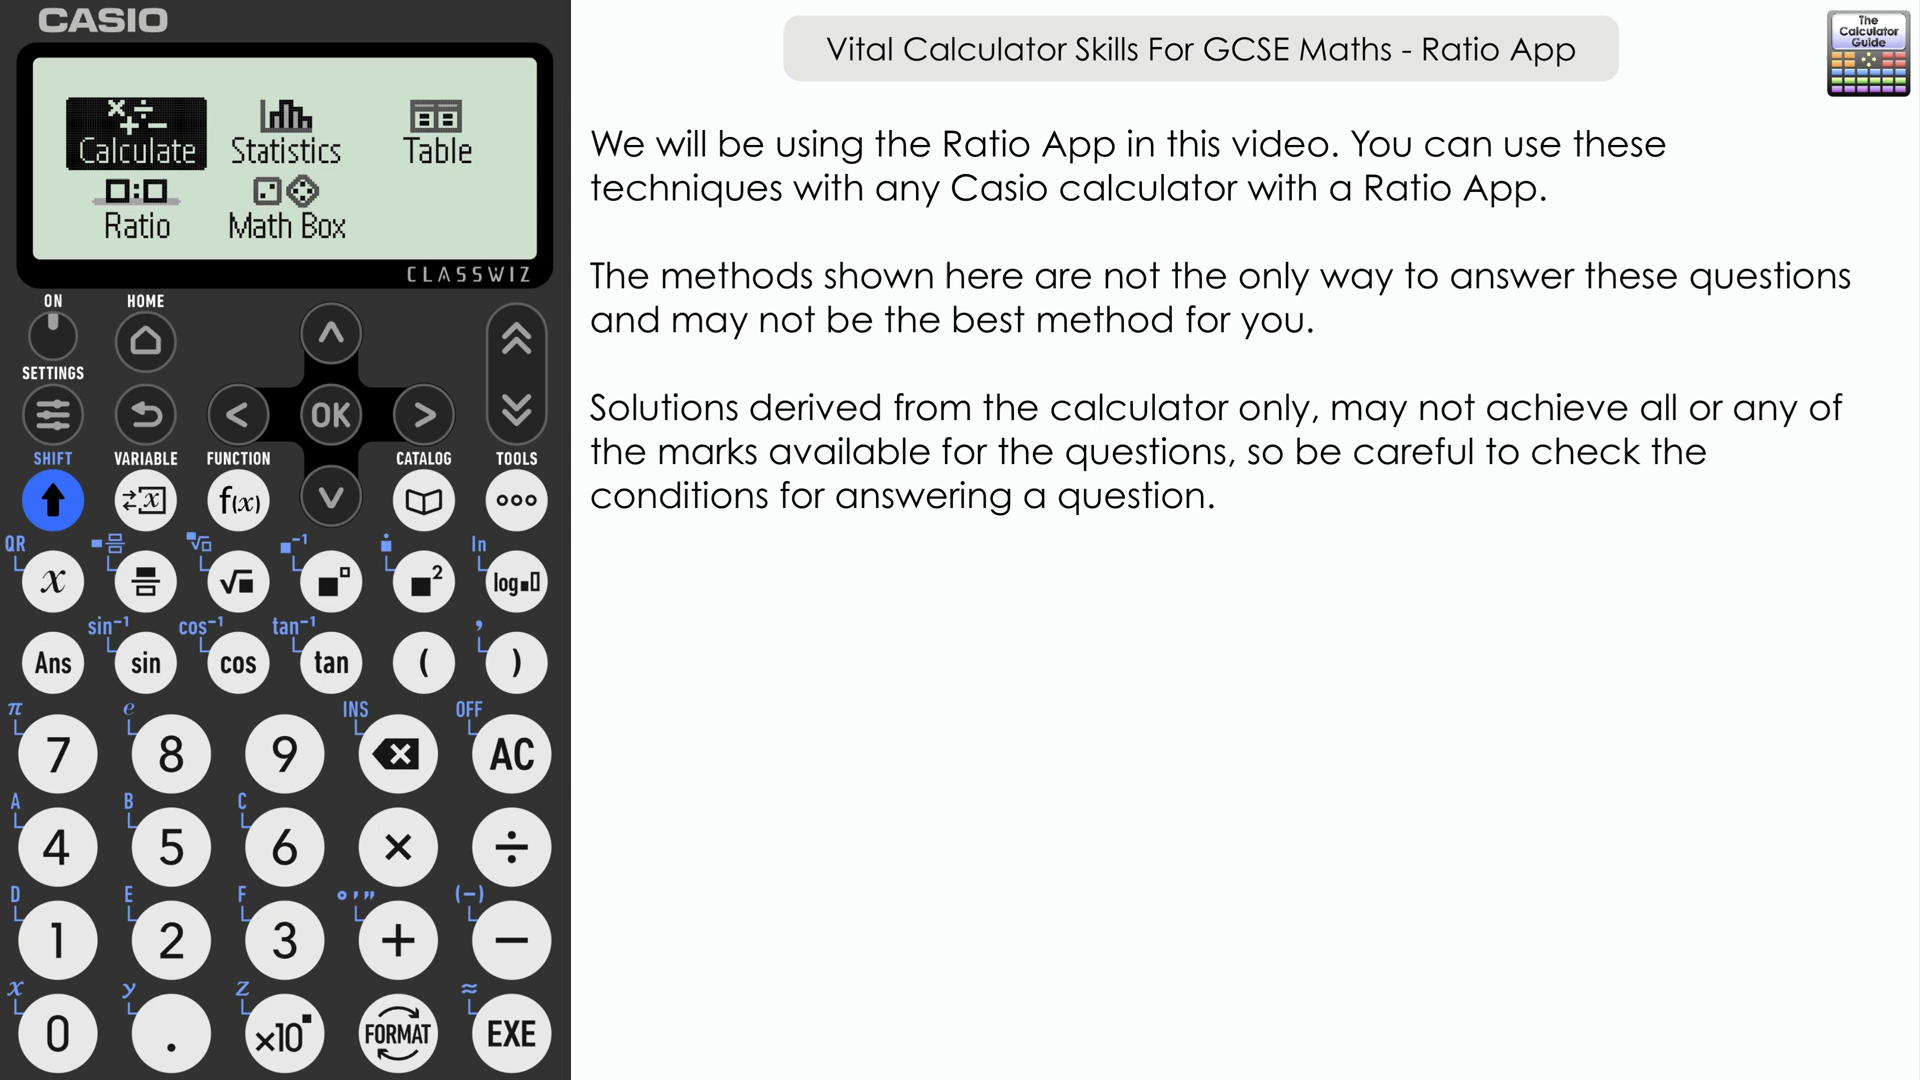 CASIO
Calculate Statistics Table
Ratio Math Box
CLASSWIZ
ON HOME
SETTINGS
OK
SHIFT VARIABLE FUNCTION CATALOG TOOLS
x f(x)
QR -1 ln
x √ 2 log
sin⁻¹ cos⁻¹ tan⁻¹ ,
Ans sin cos tan ( )
π e INS OFF
7 8 9 AC
A B C
4 5 6 × ÷
D E F ° ′ ″ (−)
1 2 3 + −
x y z ≈
0 . ×10 FORMAT EXE
Vital Calculator Skills For GCSE Maths - Ratio App
The
Calculator
Guide
We will be using the Ratio App in this video. You can use these
techniques with any Casio calculator with a Ratio App.
The methods shown here are not the only way to answer these questions
and may not be the best method for you.
Solutions derived from the calculator only, may not achieve all or any of
the marks available for the questions, so be careful to check the
conditions for answering a question.